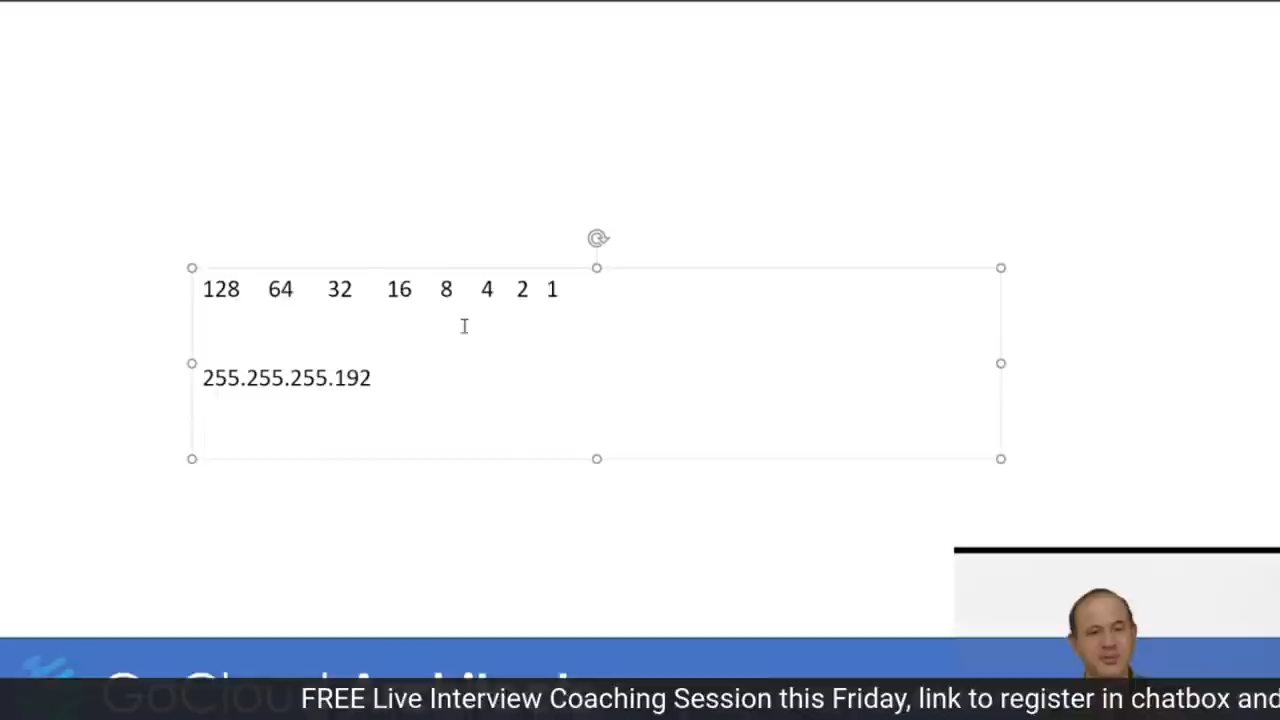 128 64 32 16 8 4 2 1
255.255.255.192
FREE Live Interview Coaching Session this Friday, link to register in chatbox and